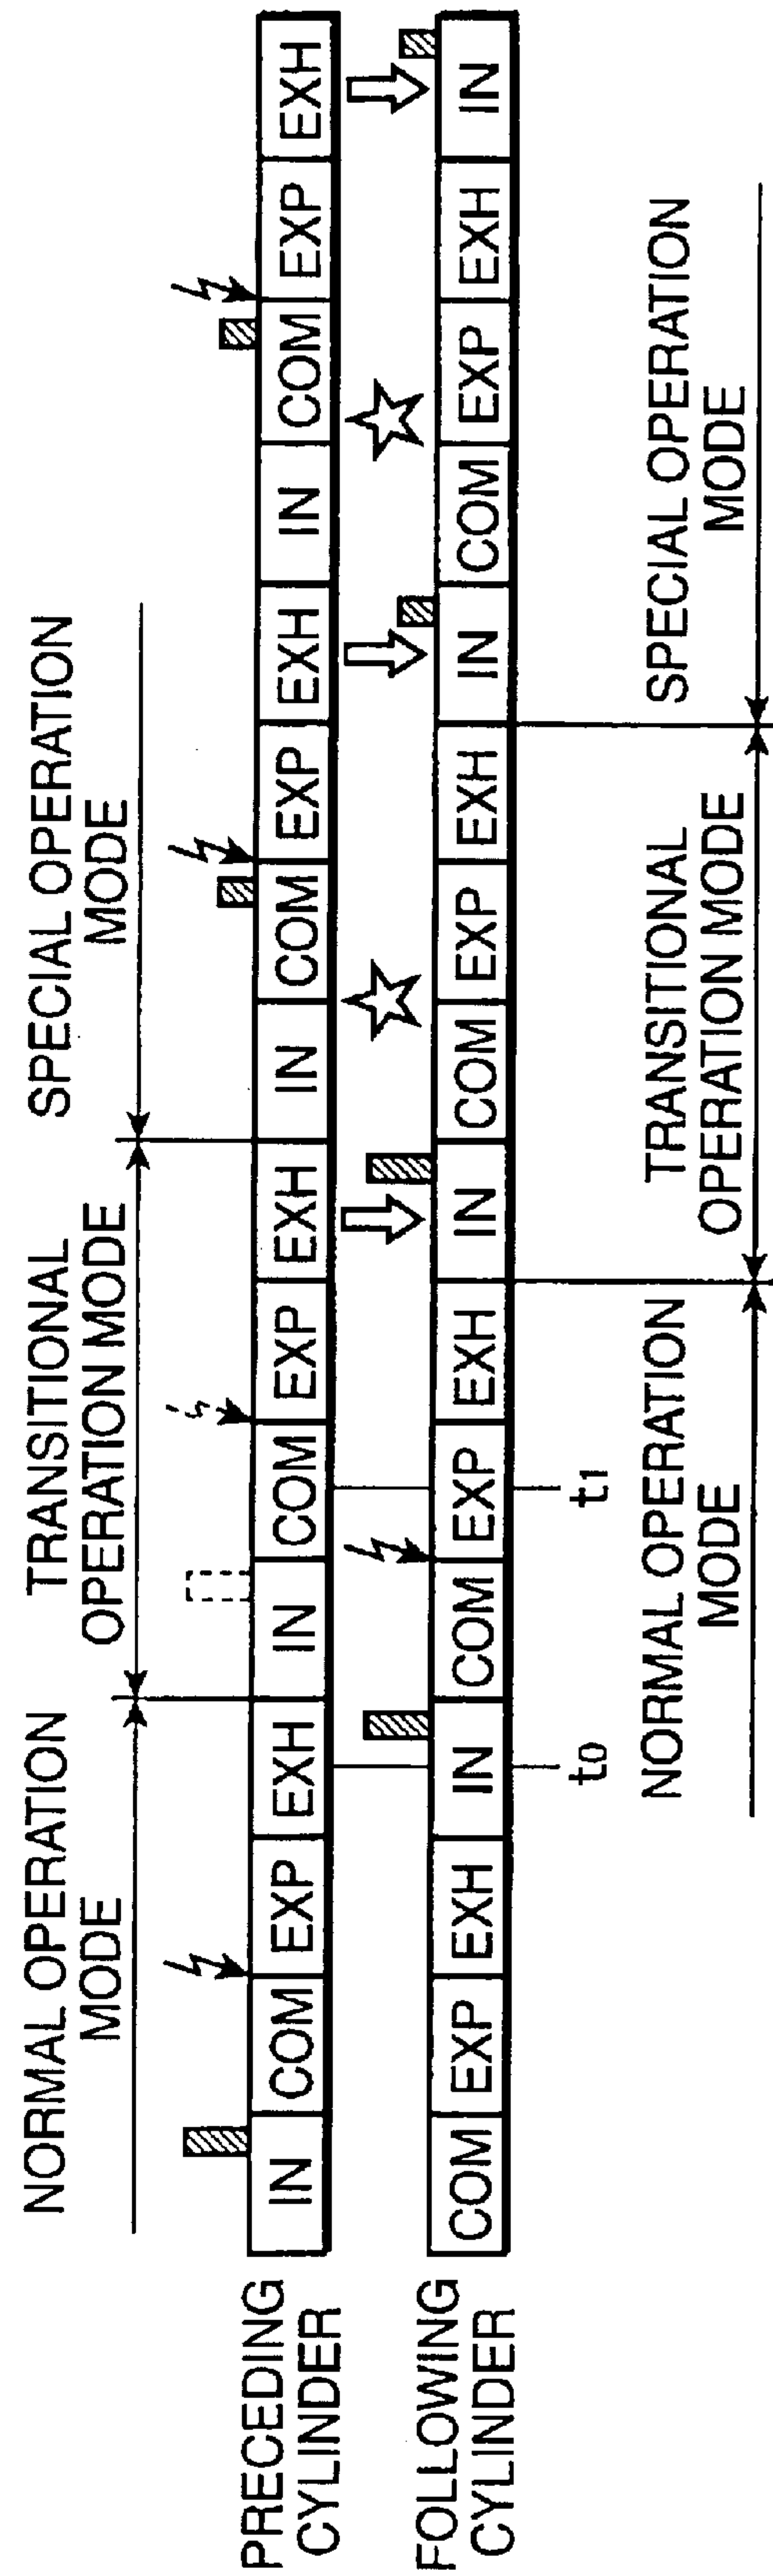 NORMAL OPERATION
MODE
TRANSITIONAL
OPERATION MODE
SPECIAL OPERATION
MODE
PRECEDING
CYLINDER
IN COM EXP EXH IN COM EXP EXH IN COM EXP EXH IN COM EXP EXH
FOLLOWING
CYLINDER
COM EXP EXH IN COM EXP EXH IN COM EXP EXH IN COM EXP EXH IN
t0 t1
NORMAL OPERATION
MODE
TRANSITIONAL
OPERATION MODE
SPECIAL OPERATION
MODE